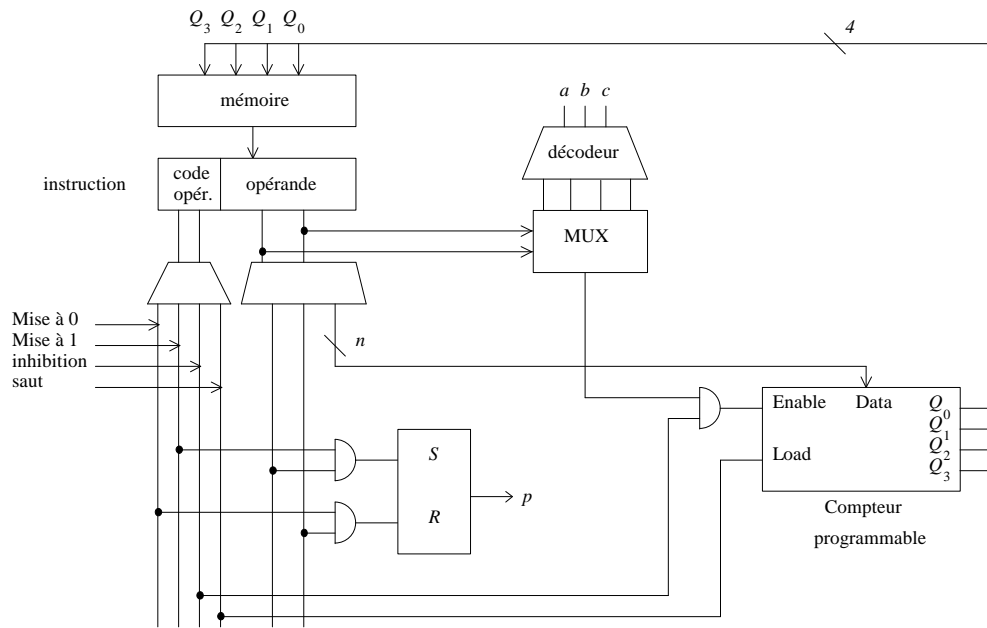 Q3 Q2 Q1 Q0
4
mémoire
a b c
décodeur
instruction
code
opér.
opérande
MUX
Mise à 0
Mise à 1
inhibition
saut
n
Enable Data Q0
Q1
Load Q2
Q3
S
R
p
Compteur
programmable